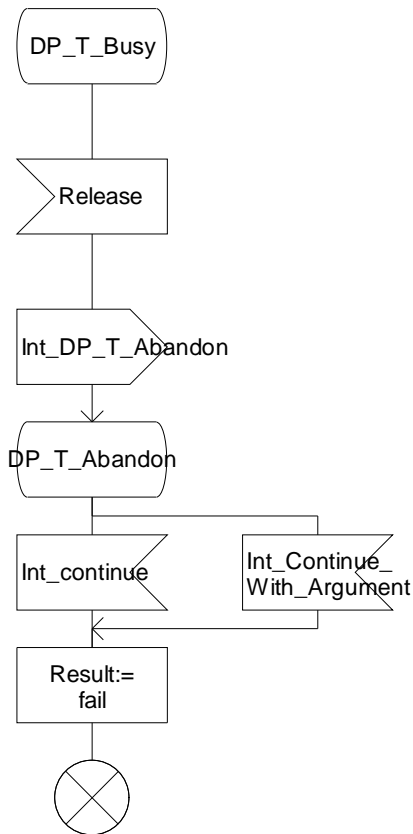 DP_T_Busy
Release
Int_DP_T_Abandon
DP_T_Abandon
Int_continue
Int_Continue_
With_Argument
Result:=
fail